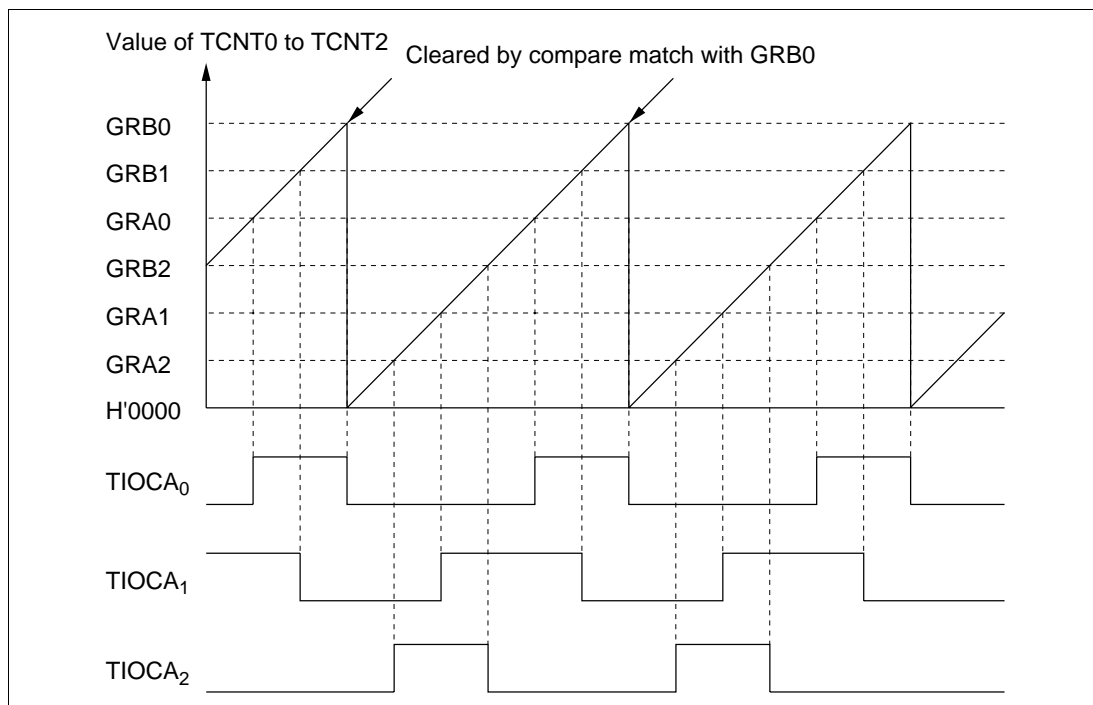 Value of TCNT0 to TCNT2
Cleared by compare match with GRB0
GRB0
GRB1
GRA0
GRB2
GRA1
GRA2
H'0000
TIOCA₀
TIOCA₁
TIOCA₂